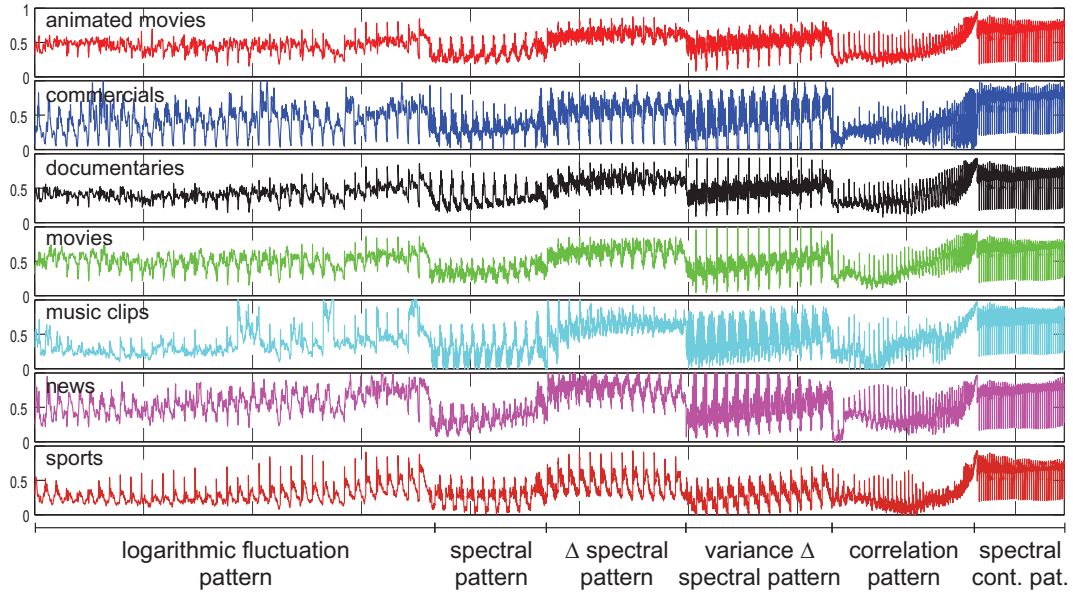 1
animated movies
0.5
0
commercials
0.5
0
1
documentaries
0.5
0
movies
0.5
0
music clips
0.5
news
0.5
0
sports
0.5
0
logarithmic fluctuation
pattern
spectral
pattern
Δ spectral
pattern
variance Δ
spectral pattern
correlation
pattern
spectral
cont. pat.